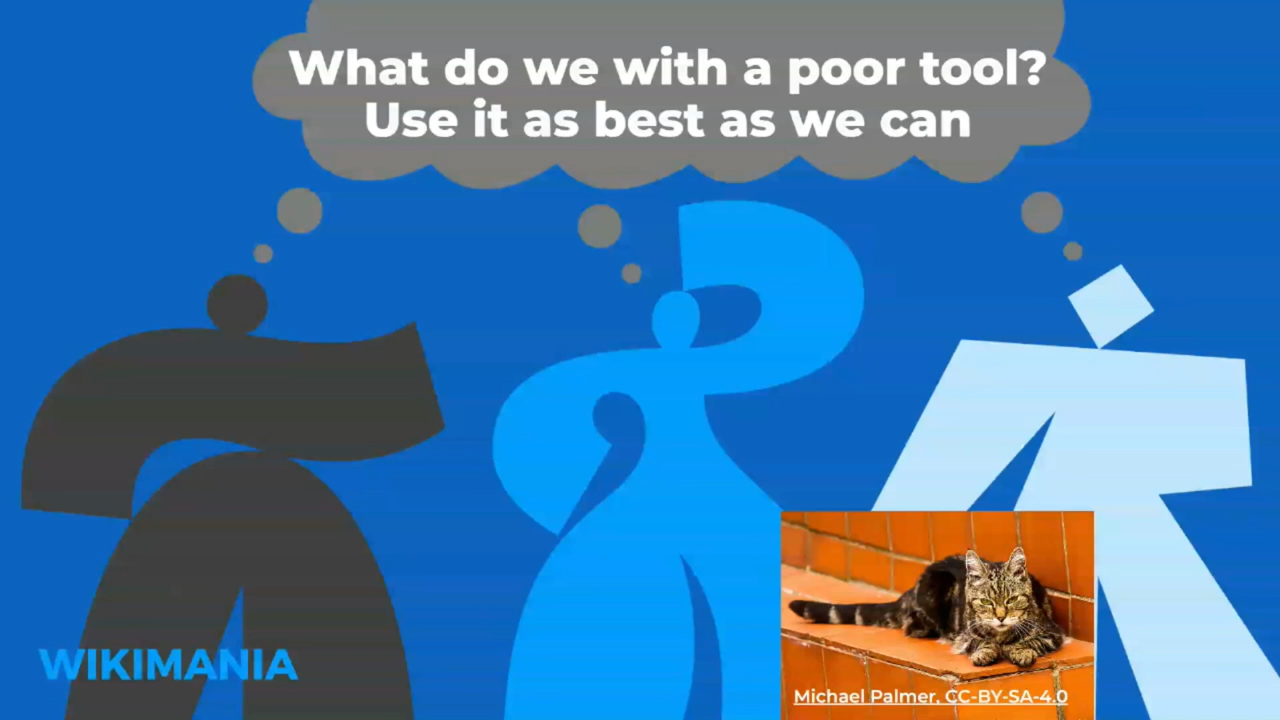 What do we with a poor tool?
Use it as best as we can
WIKIMANIA
Michael Palmer, CC-BY-SA-4.0